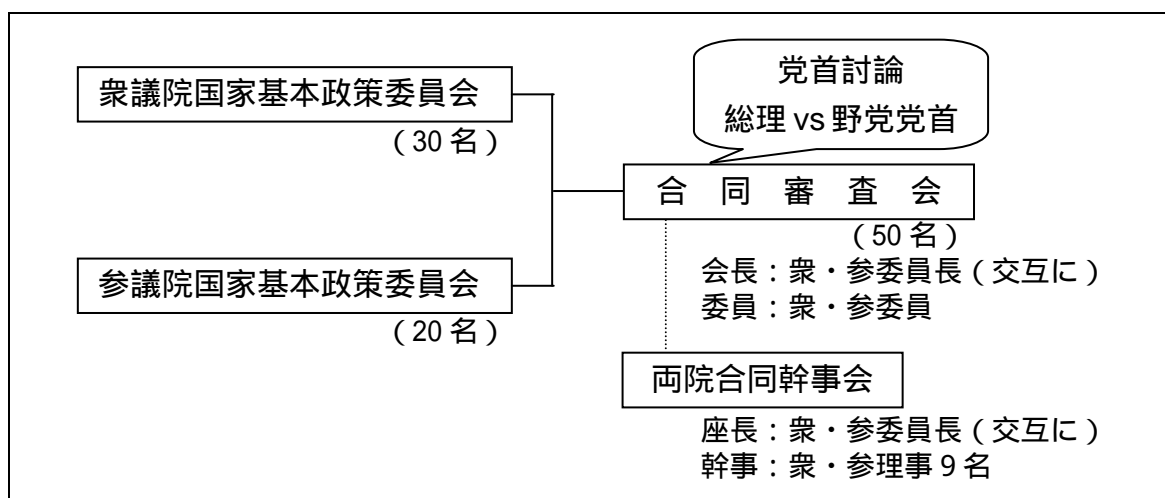 衆議院国家基本政策委員会
（30名）
党首討論
総理 vs 野党党首
合同審査会
（50名）
会長：衆・参委員長（交互に）
委員：衆・参委員
参議院国家基本政策委員会
（20名）
両院合同幹事会
座長：衆・参委員長（交互に）
幹事：衆・参理事9名